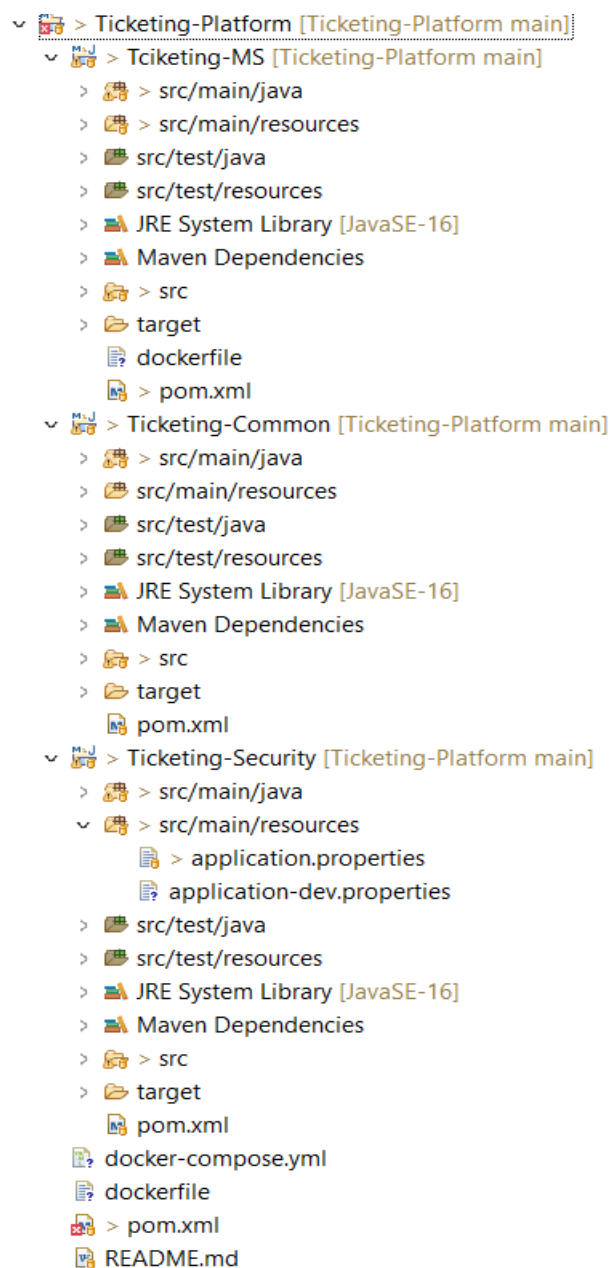 > Ticketing-Platform [Ticketing-Platform main]
> Tciketing-MS [Ticketing-Platform main]
> src/main/java
> src/main/resources
src/test/java
src/test/resources
JRE System Library [JavaSE-16]
Maven Dependencies
> src
target
dockerfile
> pom.xml
> Ticketing-Common [Ticketing-Platform main]
> src/main/java
src/main/resources
src/test/java
src/test/resources
JRE System Library [JavaSE-16]
Maven Dependencies
> src
target
pom.xml
> Ticketing-Security [Ticketing-Platform main]
> src/main/java
> src/main/resources
> application.properties
application-dev.properties
src/test/java
src/test/resources
JRE System Library [JavaSE-16]
Maven Dependencies
> src
target
pom.xml
docker-compose.yml
dockerfile
> pom.xml
README.md